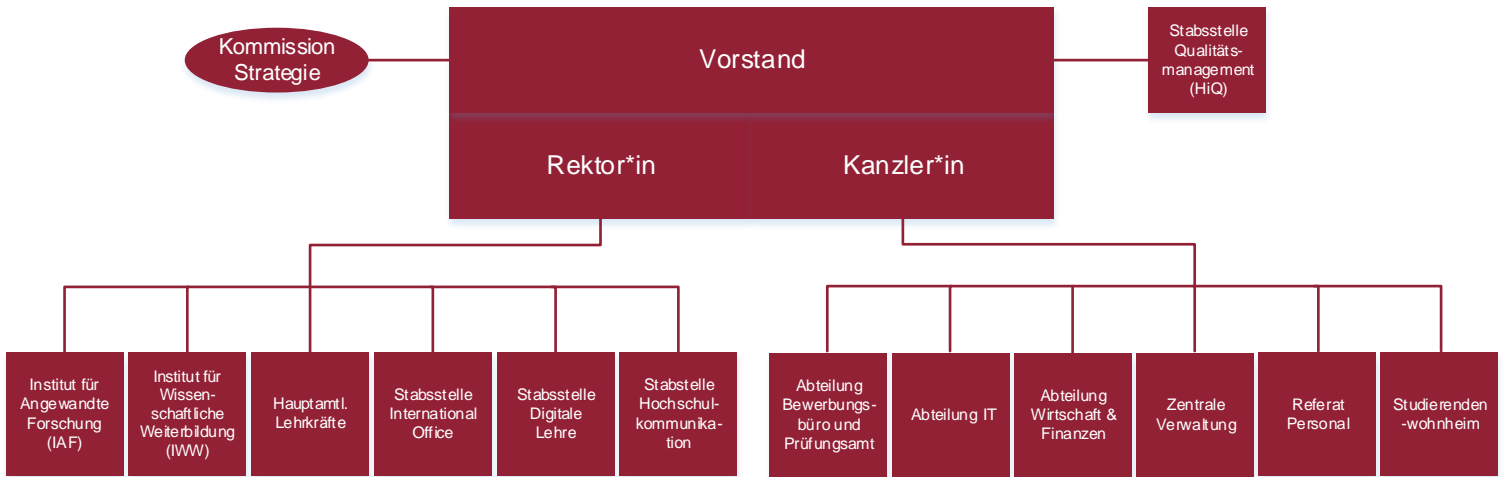 Kommission
Strategie
Vorstand
Stabsstelle
Qualitäts-
management
(HiQ)
Rektor*in
Kanzler*in
Institut für
Angewandte
Forschung
(IAF)
Institut für
Wissen-
schaftliche
Weiterbildung
(IWW)
Hauptamtl.
Lehrkräfte
Stabsstelle
International
Office
Stabsstelle
Digitale
Lehre
Stabstelle
Hochschul-
kommunika-
tion
Abteilung
Bewerbungs-
büro und
Prüfungsamt
Abteilung IT
Abteilung
Wirtschaft &
Finanzen
Zentrale
Verwaltung
Referat
Personal
Studierenden
-wohnheim